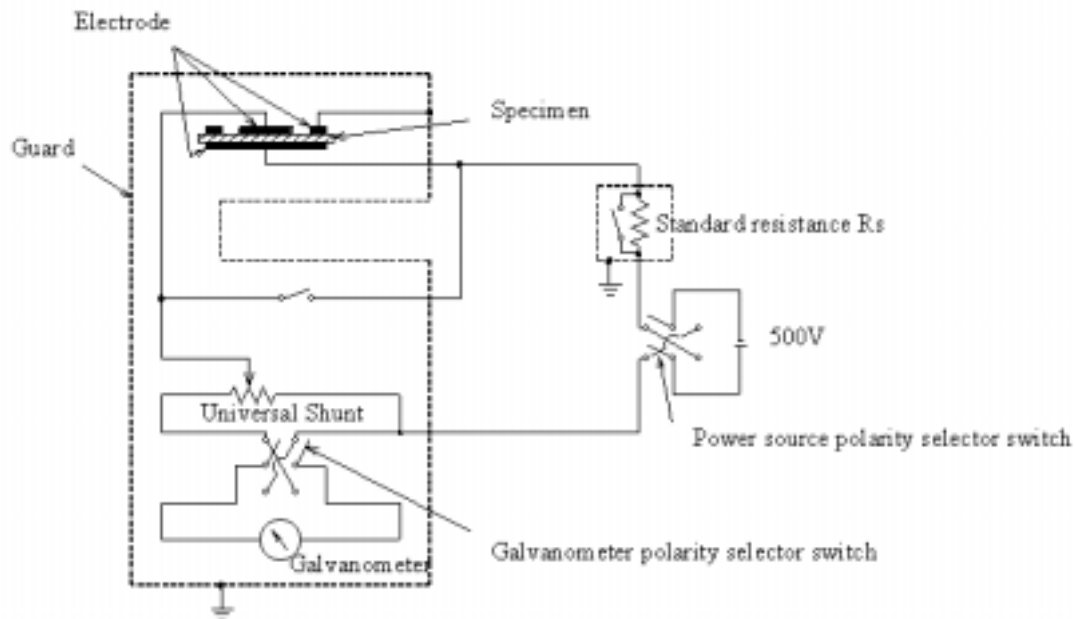 Electrode
Specimen
Guard
Standard resistance Rs
500V
Universal Shunt
Power source polarity selector switch
Galvanometer polarity selector switch
Galvanometer